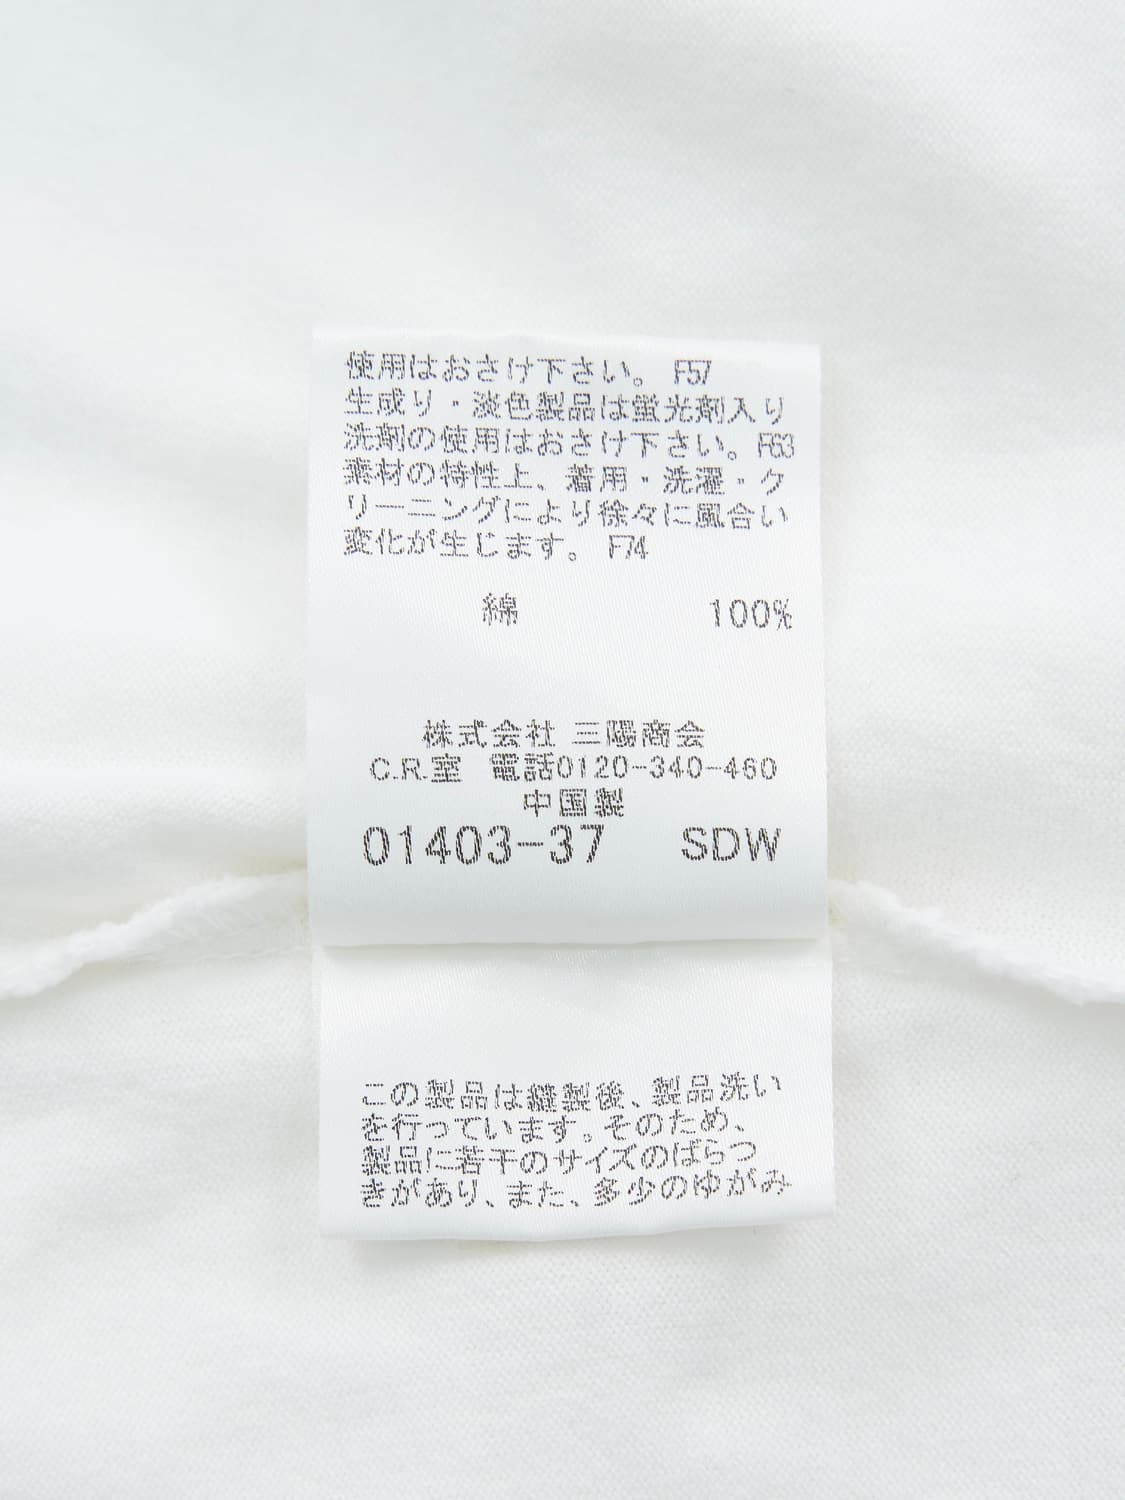 使用はおさけ下さい。 F57
生成り・淡色製品は蛍光剤入り
洗剤の使用はおさけ下さい。F63
素材の特性上、着用・洗濯・ク
リーニングにより徐々に風合い
変化が生じます。 F74
綿 100%
株式会社 三陽商会
C.R.室 電話0120-340-460
中国製
01403-37 SDW
この製品は縫製後、製品洗い
を行っています。そのため、
製品に若干のサイズのばらつ
きがあり、また、多少のゆがみ